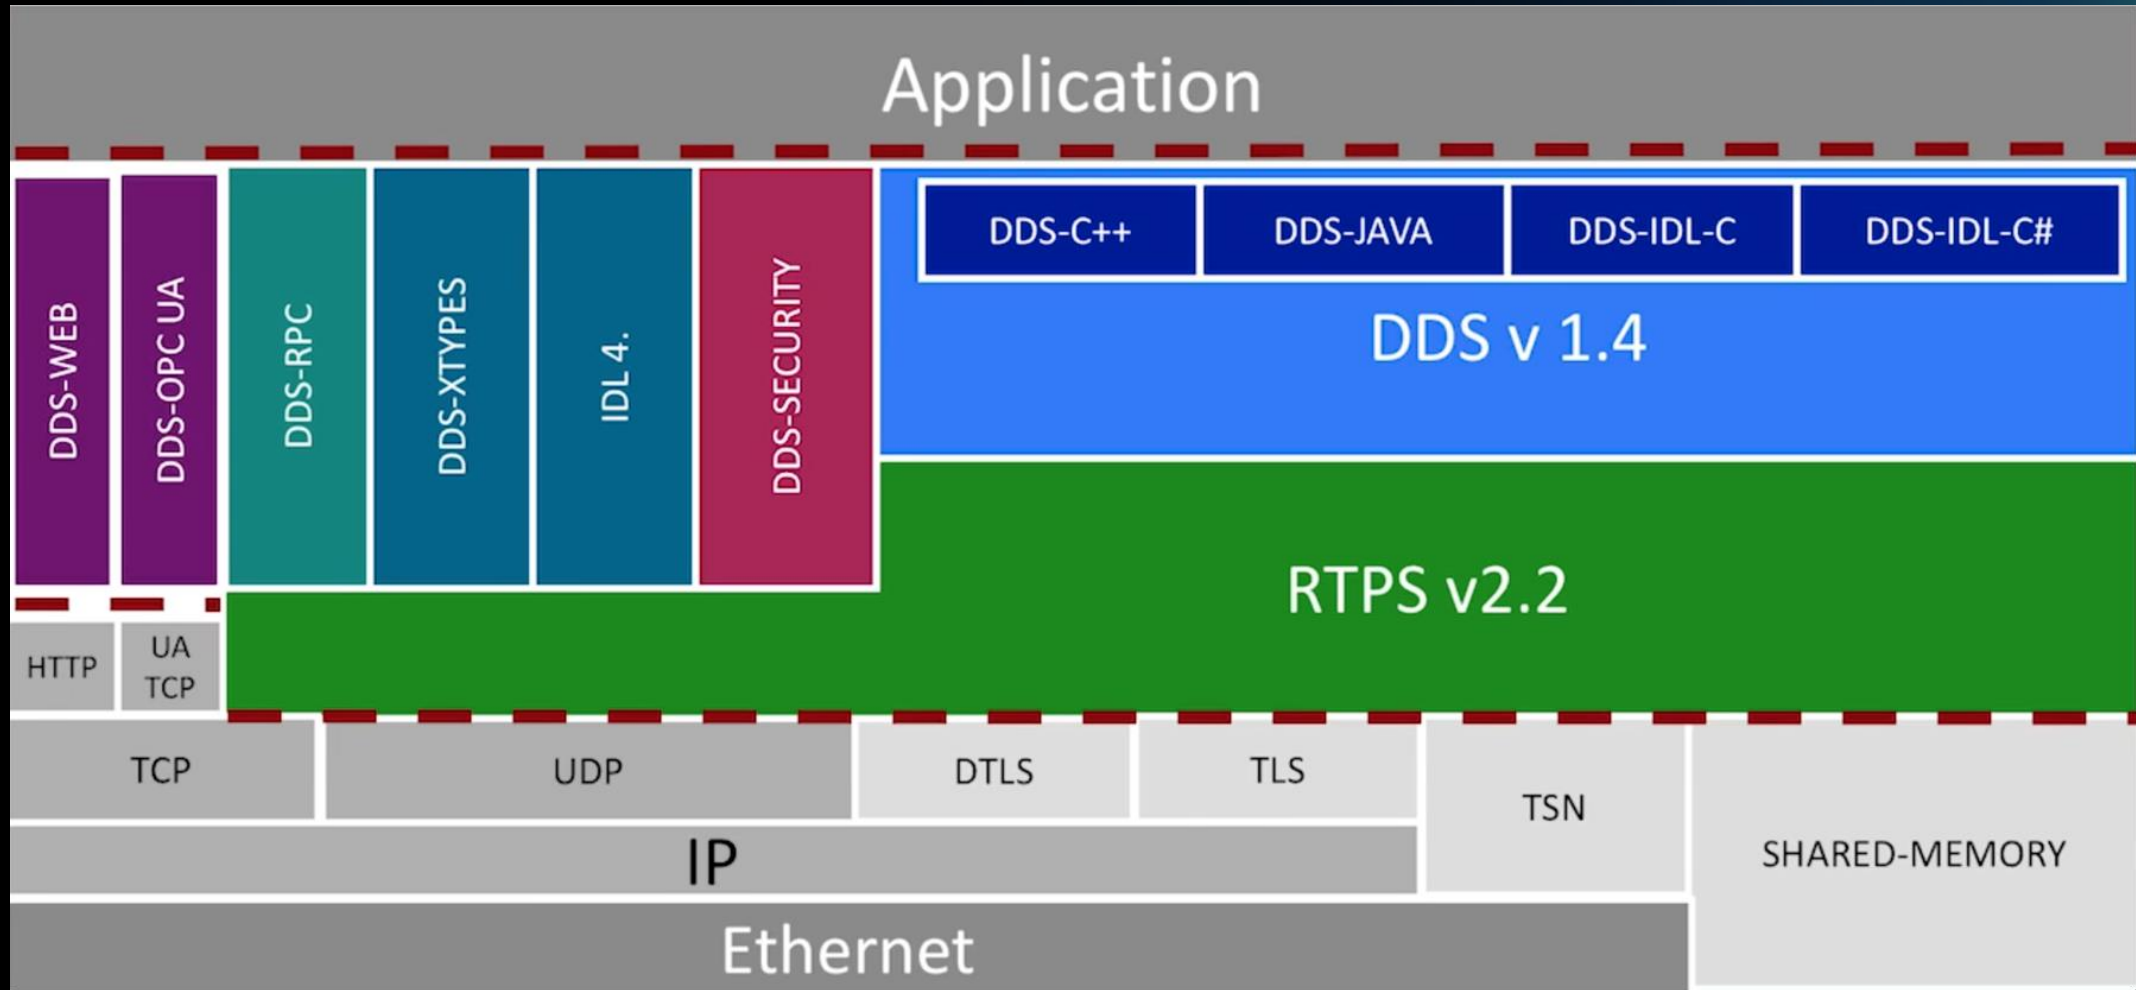 Application
DDS-WEB
DDS-OPC UA
DDS-RPC
DDS-XTYPES
IDL 4.
DDS-SECURITY
DDS-C++
DDS-JAVA
DDS-IDL-C
DDS-IDL-C#
DDS v 1.4
RTPS v2.2
HTTP
UA
TCP
TCP
UDP
DTLS
TLS
TSN
SHARED-MEMORY
IP
Ethernet